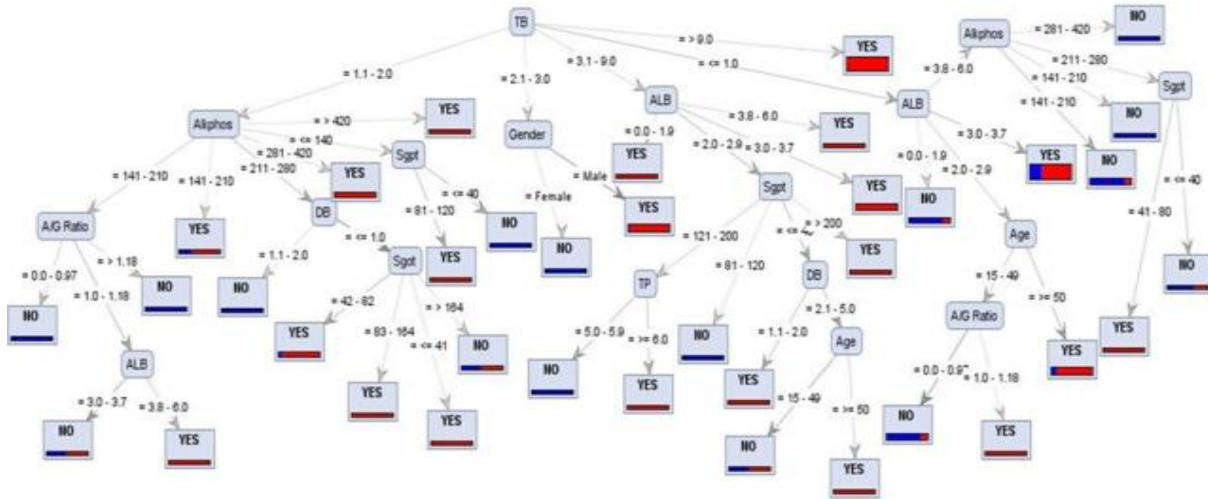 TB
= > 9.0
YES
= 1.1 - 2.0
= 2.1 - 3.0
= 3.1 - 9.0
= <= 1.0
Alkphos
= 281 - 420
NO
= 3.8 - 6.0
= 211 - 280
= 141 - 210
= 141 - 210
NO
NO
Sgpt
= 41 - 80
= <= 40
YES
NO
ALB
= 0.0 - 1.9
NO
= 3.0 - 3.7
YES
= 2.0 - 2.9
Age
= 15 - 49
= >= 50
YES
A/G Ratio
= 0.0 - 0.97
= 1.0 - 1.18
NO
YES
ALB
= 0.0 - 1.9
YES
= 2.0 - 2.9
= 3.0 - 3.7
YES
= 3.8 - 6.0
YES
Sgpt
= 121 - 200
= 81 - 120
= > 200
YES
NO
TP
= 5.0 - 5.9
= >= 6.0
NO
YES
DB
= 1.1 - 2.0
= 2.1 - 5.0
YES
Age
= 15 - 49
= >= 50
NO
YES
Gender
= Male
= Female
YES
NO
Alkphos
= > 420
YES
= <= 140
= 281 - 420
YES
= 211 - 280
= 141 - 210
= 141 - 210
YES
Sgpt
= <= 40
= 81 - 120
NO
YES
DB
= 1.1 - 2.0
= <= 1.0
NO
Sgot
= 42 - 82
= 83 - 164
= > 164
= <= 41
YES
YES
NO
YES
A/G Ratio
= 0.0 - 0.97
= > 1.18
= 1.0 - 1.18
NO
NO
ALB
= 3.0 - 3.7
= 3.8 - 6.0
NO
YES